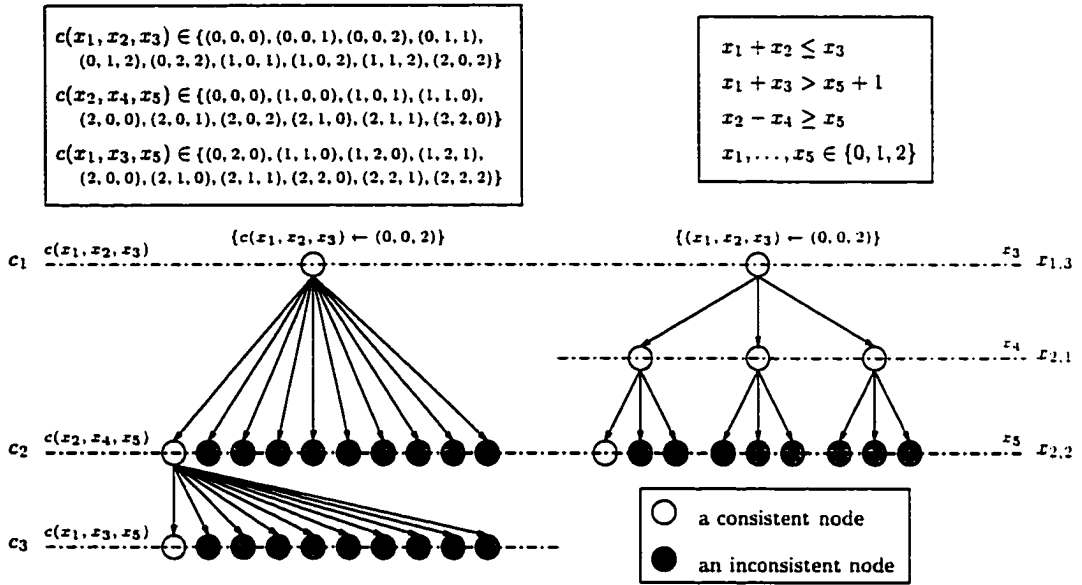 c(x₁, x₂, x₃) ∈ {(0, 0, 0), (0, 0, 1), (0, 0, 2), (0, 1, 1),
(0, 1, 2), (0, 2, 2), (1, 0, 1), (1, 0, 2), (1, 1, 2), (2, 0, 2)}
c(x₂, x₄, x₅) ∈ {(0, 0, 0), (1, 0, 0), (1, 0, 1), (1, 1, 0),
(2, 0, 0), (2, 0, 1), (2, 0, 2), (2, 1, 0), (2, 1, 1), (2, 2, 0)}
c(x₁, x₃, x₅) ∈ {(0, 2, 0), (1, 1, 0), (1, 2, 0), (1, 2, 1),
(2, 0, 0), (2, 1, 0), (2, 1, 1), (2, 2, 0), (2, 2, 1), (2, 2, 2)}
x₁ + x₂ ≤ x₃
x₁ + x₃ > x₅ + 1
x₂ − x₄ ≥ x₅
x₁, . . . , x₅ ∈ {0, 1, 2}
{c(x₁, x₂, x₃) ← (0, 0, 2)}
{(x₁, x₂, x₃) ← (0, 0, 2)}
c₁ c(x₁, x₂, x₃) x₃ x₁,₃
x₄ x₂,₁
c₂ c(x₂, x₄, x₅) x₅ x₂,₂
c₃ c(x₁, x₃, x₅)
a consistent node
an inconsistent node